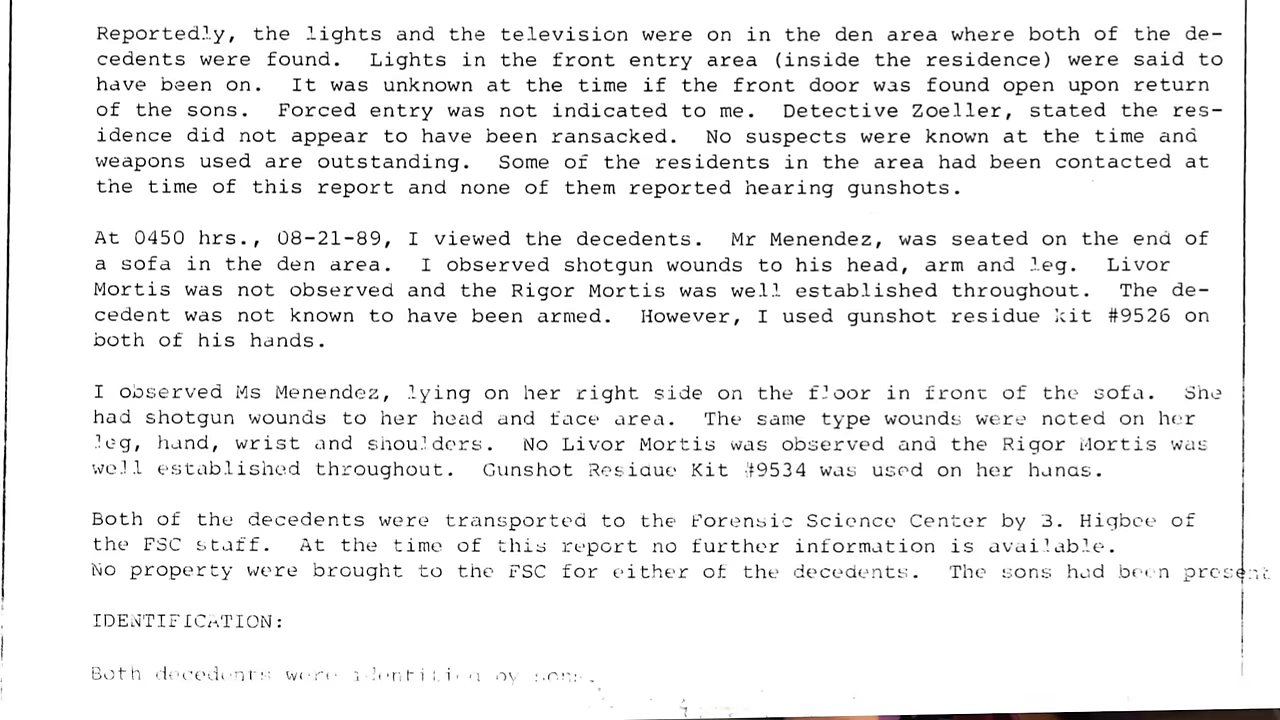 Reportedly, the lights and the television were on in the den area where both of the de-
cedents were found.  Lights in the front entry area (inside the residence) were said to
have been on.  It was unknown at the time if the front door was found open upon return
of the sons.  Forced entry was not indicated to me.  Detective Zoeller, stated the res-
idence did not appear to have been ransacked.  No suspects were known at the time and
weapons used are outstanding.  Some of the residents in the area had been contacted at
the time of this report and none of them reported hearing gunshots.
At 0450 hrs., 08-21-89, I viewed the decedents.  Mr Menendez, was seated on the end of
a sofa in the den area.  I observed shotgun wounds to his head, arm and leg.  Livor
Mortis was not observed and the Rigor Mortis was well established throughout.  The de-
cedent was not known to have been armed.  However, I used gunshot residue kit #9526 on
both of his hands.
I observed Ms Menendez, lying on her right side on the floor in front of the sofa.  She
had shotgun wounds to her head and face area.  The same type wounds were noted on her
leg, hand, wrist and shoulders.  No Livor Mortis was observed and the Rigor Mortis was
well established throughout.  Gunshot Residue Kit #9534 was used on her hands.
Both of the decedents were transported to the Forensic Science Center by 3. Higbee of
the FSC staff.  At the time of this report no further information is available.
No property were brought to the FSC for either of the decedents.  The sons had been present
IDENTIFICATION:
Both decedents were identified by sons.